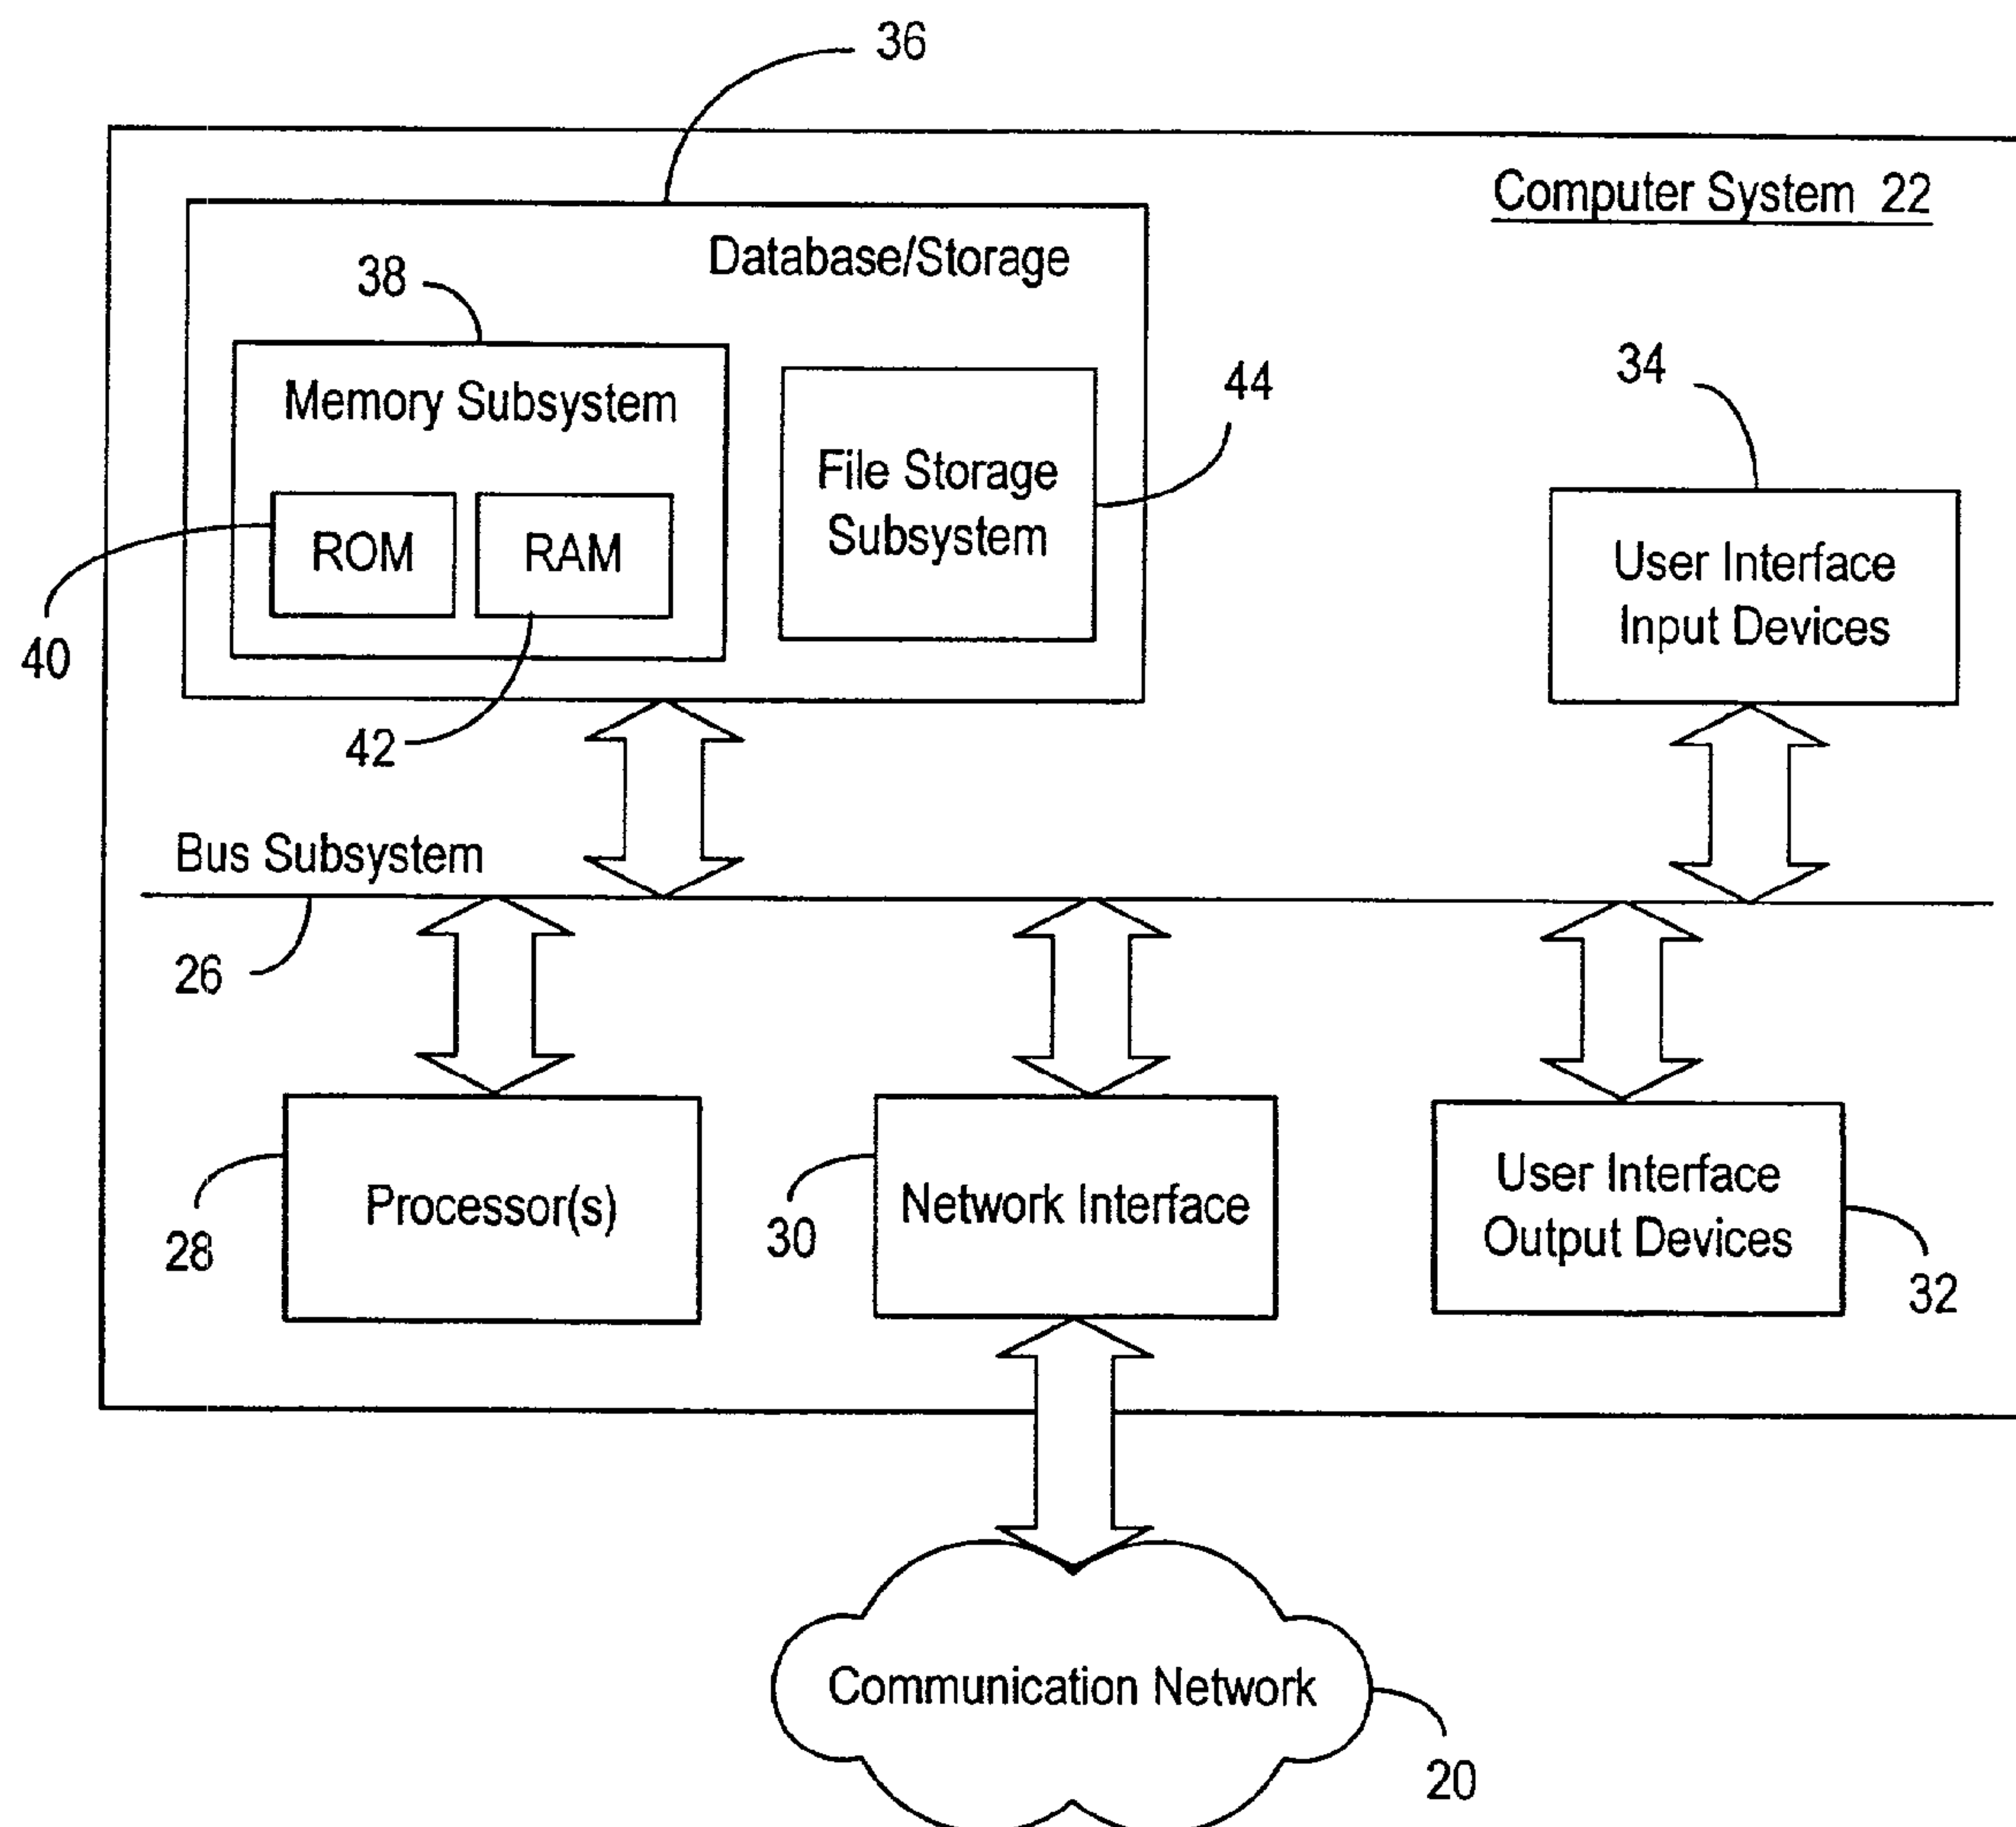 36
Computer System 22
Database/Storage
38
Memory Subsystem
34
44
File Storage
Subsystem
ROM
RAM
User Interface
Input Devices
40
42
Bus Subsystem
26
Processor(s)
28
Network Interface
30
User Interface
Output Devices
32
Communication Network
20